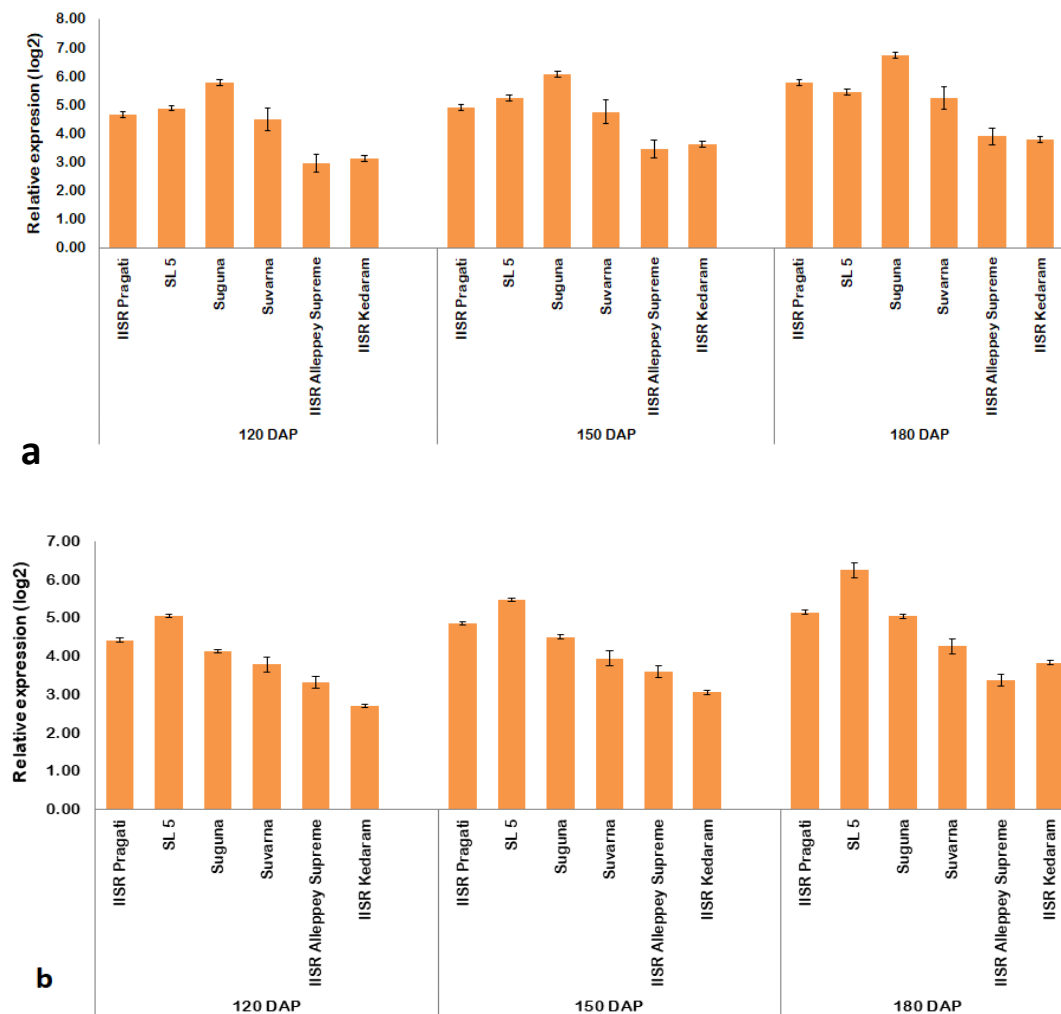 Relative expression (log2)
8.00
7.00
6.00
5.00
4.00
3.00
2.00
1.00
0.00
IISR Pragati
SL 5
Suguna
Suvarna
IISR Alleppey Supreme
IISR Kedaram
IISR Pragati
SL 5
Suguna
Suvarna
IISR Alleppey Supreme
IISR Kedaram
IISR Pragati
SL 5
Suguna
Suvarna
IISR Alleppey Supreme
IISR Kedaram
120 DAP
150 DAP
180 DAP
a
Relative expression (log2)
7.00
6.00
5.00
4.00
3.00
2.00
1.00
0.00
IISR Pragati
SL 5
Suguna
Suvarna
IISR Alleppey Supreme
IISR Kedaram
IISR Pragati
SL 5
Suguna
Suvarna
IISR Alleppey Supreme
IISR Kedaram
IISR Pragati
SL 5
Suguna
Suvarna
IISR Alleppey Supreme
IISR Kedaram
b
120 DAP
150 DAP
180 DAP